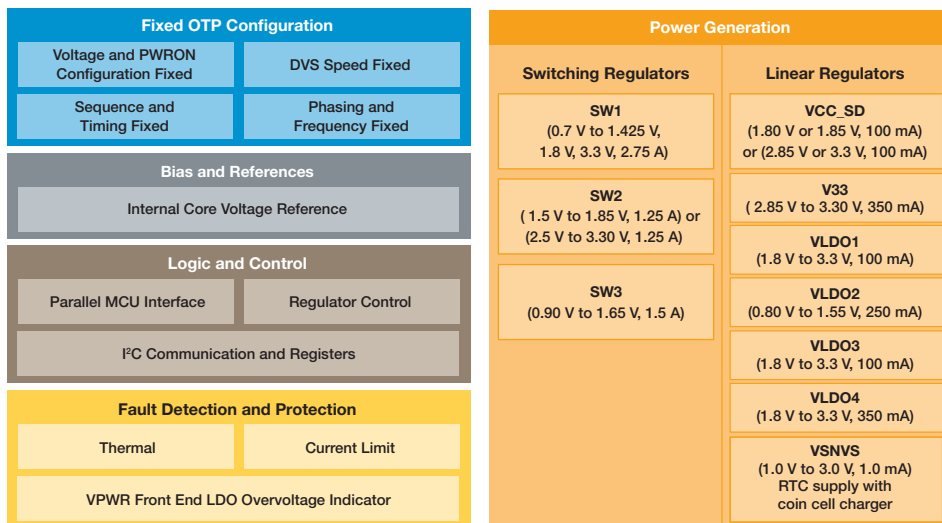 Fixed OTP Configuration
Voltage and PWRON
Configuration Fixed
DVS Speed Fixed
Sequence and
Timing Fixed
Phasing and
Frequency Fixed
Bias and References
Internal Core Voltage Reference
Logic and Control
Parallel MCU Interface
Regulator Control
I²C Communication and Registers
Fault Detection and Protection
Thermal
Current Limit
VPWR Front End LDO Overvoltage Indicator
Power Generation
Switching Regulators
SW1
(0.7 V to 1.425 V,
1.8 V, 3.3 V, 2.75 A)
SW2
( 1.5 V to 1.85 V, 1.25 A) or
(2.5 V to 3.30 V, 1.25 A)
SW3
(0.90 V to 1.65 V, 1.5 A)
Linear Regulators
VCC_SD
(1.80 V or 1.85 V, 100 mA)
or (2.85 V or 3.3 V, 100 mA)
V33
( 2.85 V to 3.30 V, 350 mA)
VLDO1
(1.8 V to 3.3 V, 100 mA)
VLDO2
(0.80 V to 1.55 V, 250 mA)
VLDO3
(1.8 V to 3.3 V, 100 mA)
VLDO4
(1.8 V to 3.3 V, 350 mA)
VSNVS
(1.0 V to 3.0 V, 1.0 mA)
RTC supply with
coin cell charger